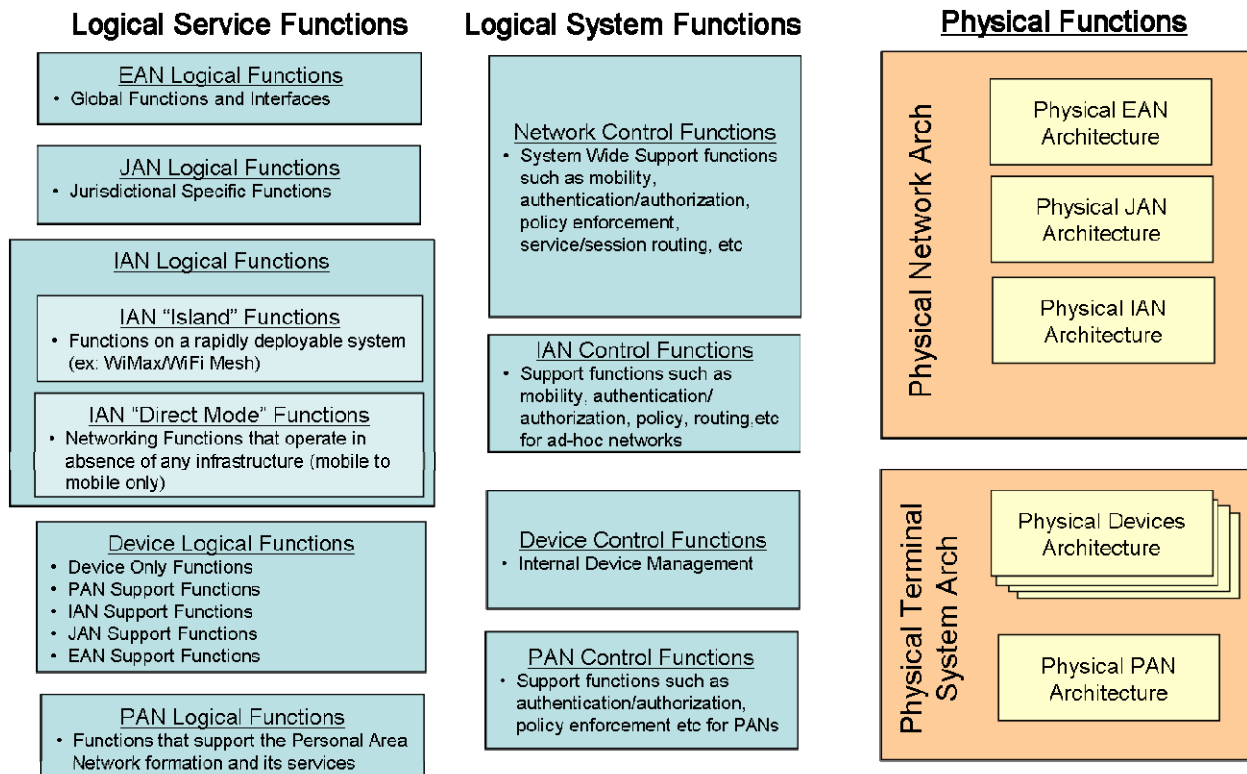 Logical Service Functions
EAN Logical Functions
• Global Functions and Interfaces
JAN Logical Functions
• Jurisdictional Specific Functions
IAN Logical Functions
IAN “Island” Functions
• Functions on a rapidly deployable system
(ex: WiMax/WiFi Mesh)
IAN “Direct Mode” Functions
• Networking Functions that operate in
absence of any infrastructure (mobile to
mobile only)
Device Logical Functions
• Device Only Functions
• PAN Support Functions
• IAN Support Functions
• JAN Support Functions
• EAN Support Functions
PAN Logical Functions
• Functions that support the Personal Area
Network formation and its services
Logical System Functions
Network Control Functions
• System Wide Support functions
such as mobility,
authentication/authorization,
policy enforcement,
service/session routing, etc
IAN Control Functions
• Support functions such as
mobility, authentication/
authorization, policy, routing,etc
for ad-hoc networks
Device Control Functions
• Internal Device Management
PAN Control Functions
• Support functions such as
authentication/authorization,
policy enforcement etc for PANs
Physical Functions
Physical Network Arch
Physical EAN
Architecture
Physical JAN
Architecture
Physical IAN
Architecture
Physical Terminal
System Arch
Physical Devices
Architecture
Physical PAN
Architecture